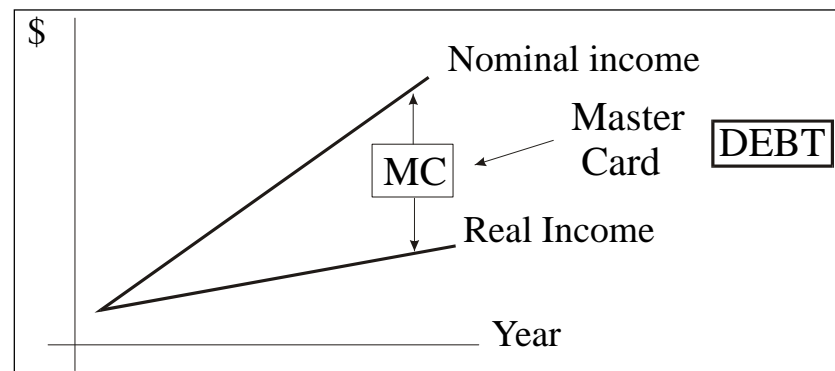 $
Nominal income
Master
Card
DEBT
MC
Real Income
Year